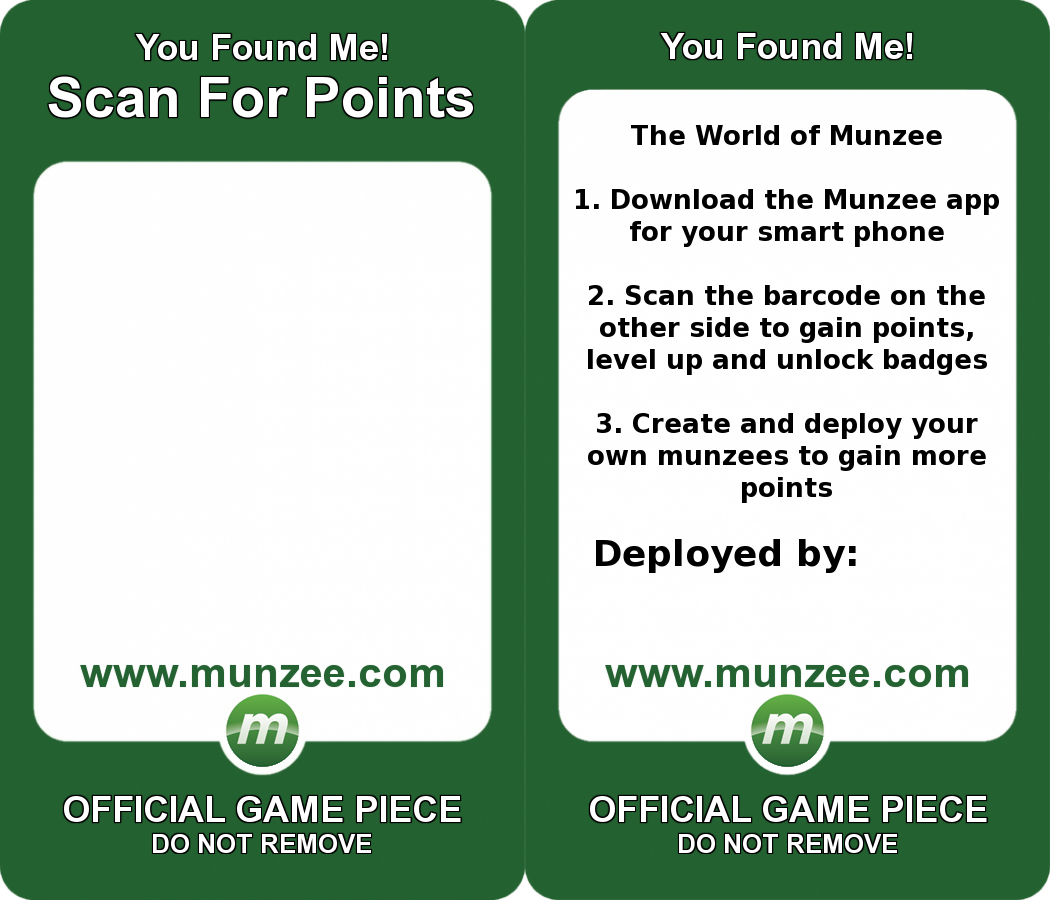 You Found Me!
Scan For Points
www.munzee.com
m
OFFICIAL GAME PIECE
DO NOT REMOVE
You Found Me!
The World of Munzee
1. Download the Munzee app
for your smart phone
2. Scan the barcode on the
other side to gain points,
level up and unlock badges
3. Create and deploy your
own munzees to gain more
points
Deployed by:
www.munzee.com
m
OFFICIAL GAME PIECE
DO NOT REMOVE